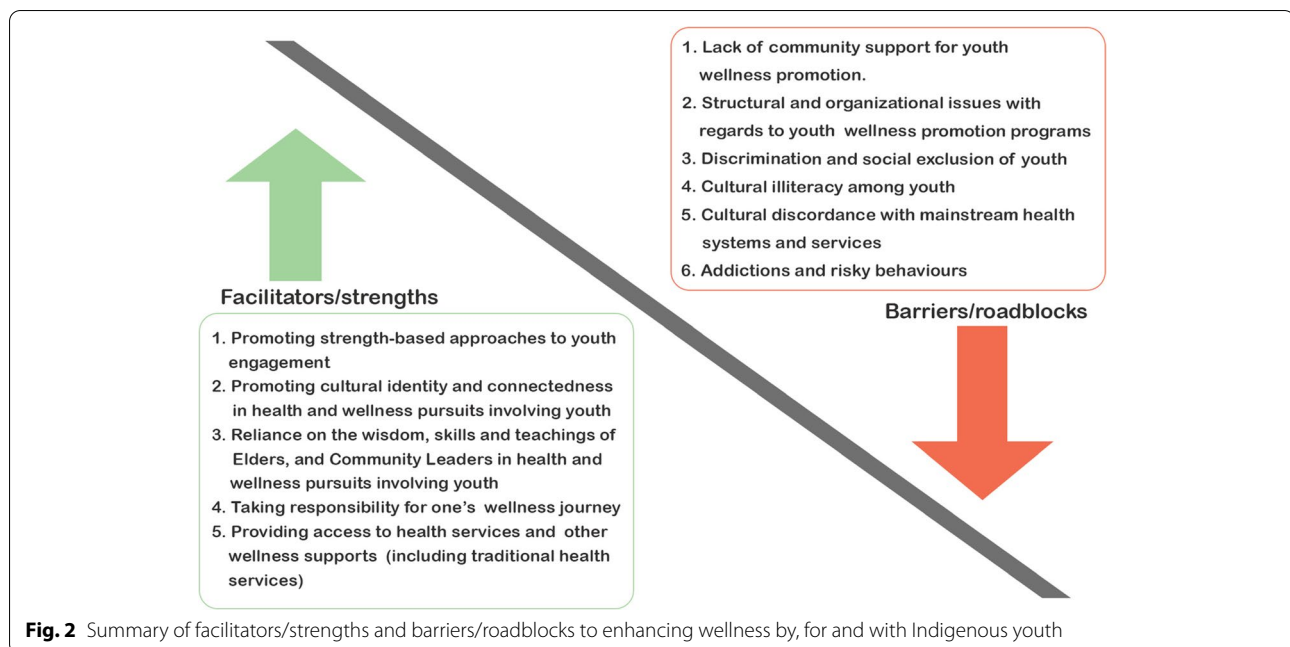 Facilitators/strengths
1. Promoting strength-based approaches to youth
engagement
2. Promoting cultural identity and connectedness
in health and wellness pursuits involving youth
3. Reliance on the wisdom, skills and teachings of
Elders, and Community Leaders in health and
wellness pursuits involving youth
4. Taking responsibility for one's wellness journey
5. Providing access to health services and other
wellness supports (including traditional health
services)
1. Lack of community support for youth
wellness promotion.
2. Structural and organizational issues with
regards to youth wellness promotion programs
3. Discrimination and social exclusion of youth
4. Cultural illiteracy among youth
5. Cultural discordance with mainstream health
systems and services
6. Addictions and risky behaviours
Barriers/roadblocks
Fig. 2 Summary of facilitators/strengths and barriers/roadblocks to enhancing wellness by, for and with Indigenous youth